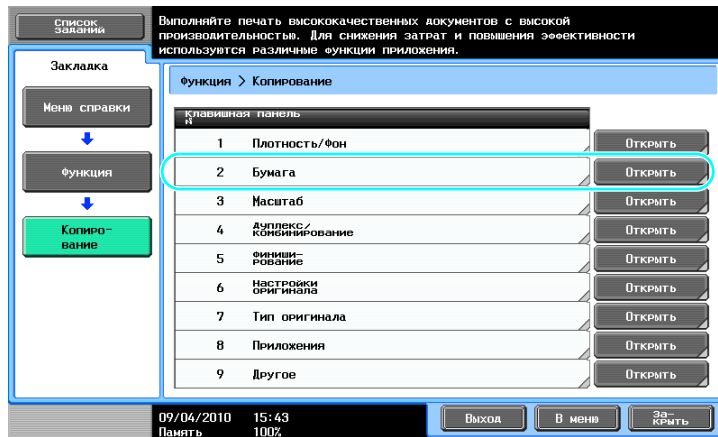 Список
заданий
Выполняйте печать высококачественных документов с высокой
производительностью. Для снижения затрат и повышения эффективности
используются различные функции приложения.
Закладка
Меню справки
Функция
Копиро-
вание
Функция > Копирование
Клавишная панель
N
1 Плотность/Фон Открыть
2 Бумага Открыть
3 Масштаб Открыть
4 Дуплекс/
комбинирование Открыть
5 Финиши-
рование Открыть
6 Настройки
оригинала Открыть
7 Тип оригинала Открыть
8 Приложения Открыть
9 Другое Открыть
09/04/2010 15:43
Память 100%
Выход
В меню
За-
крыть